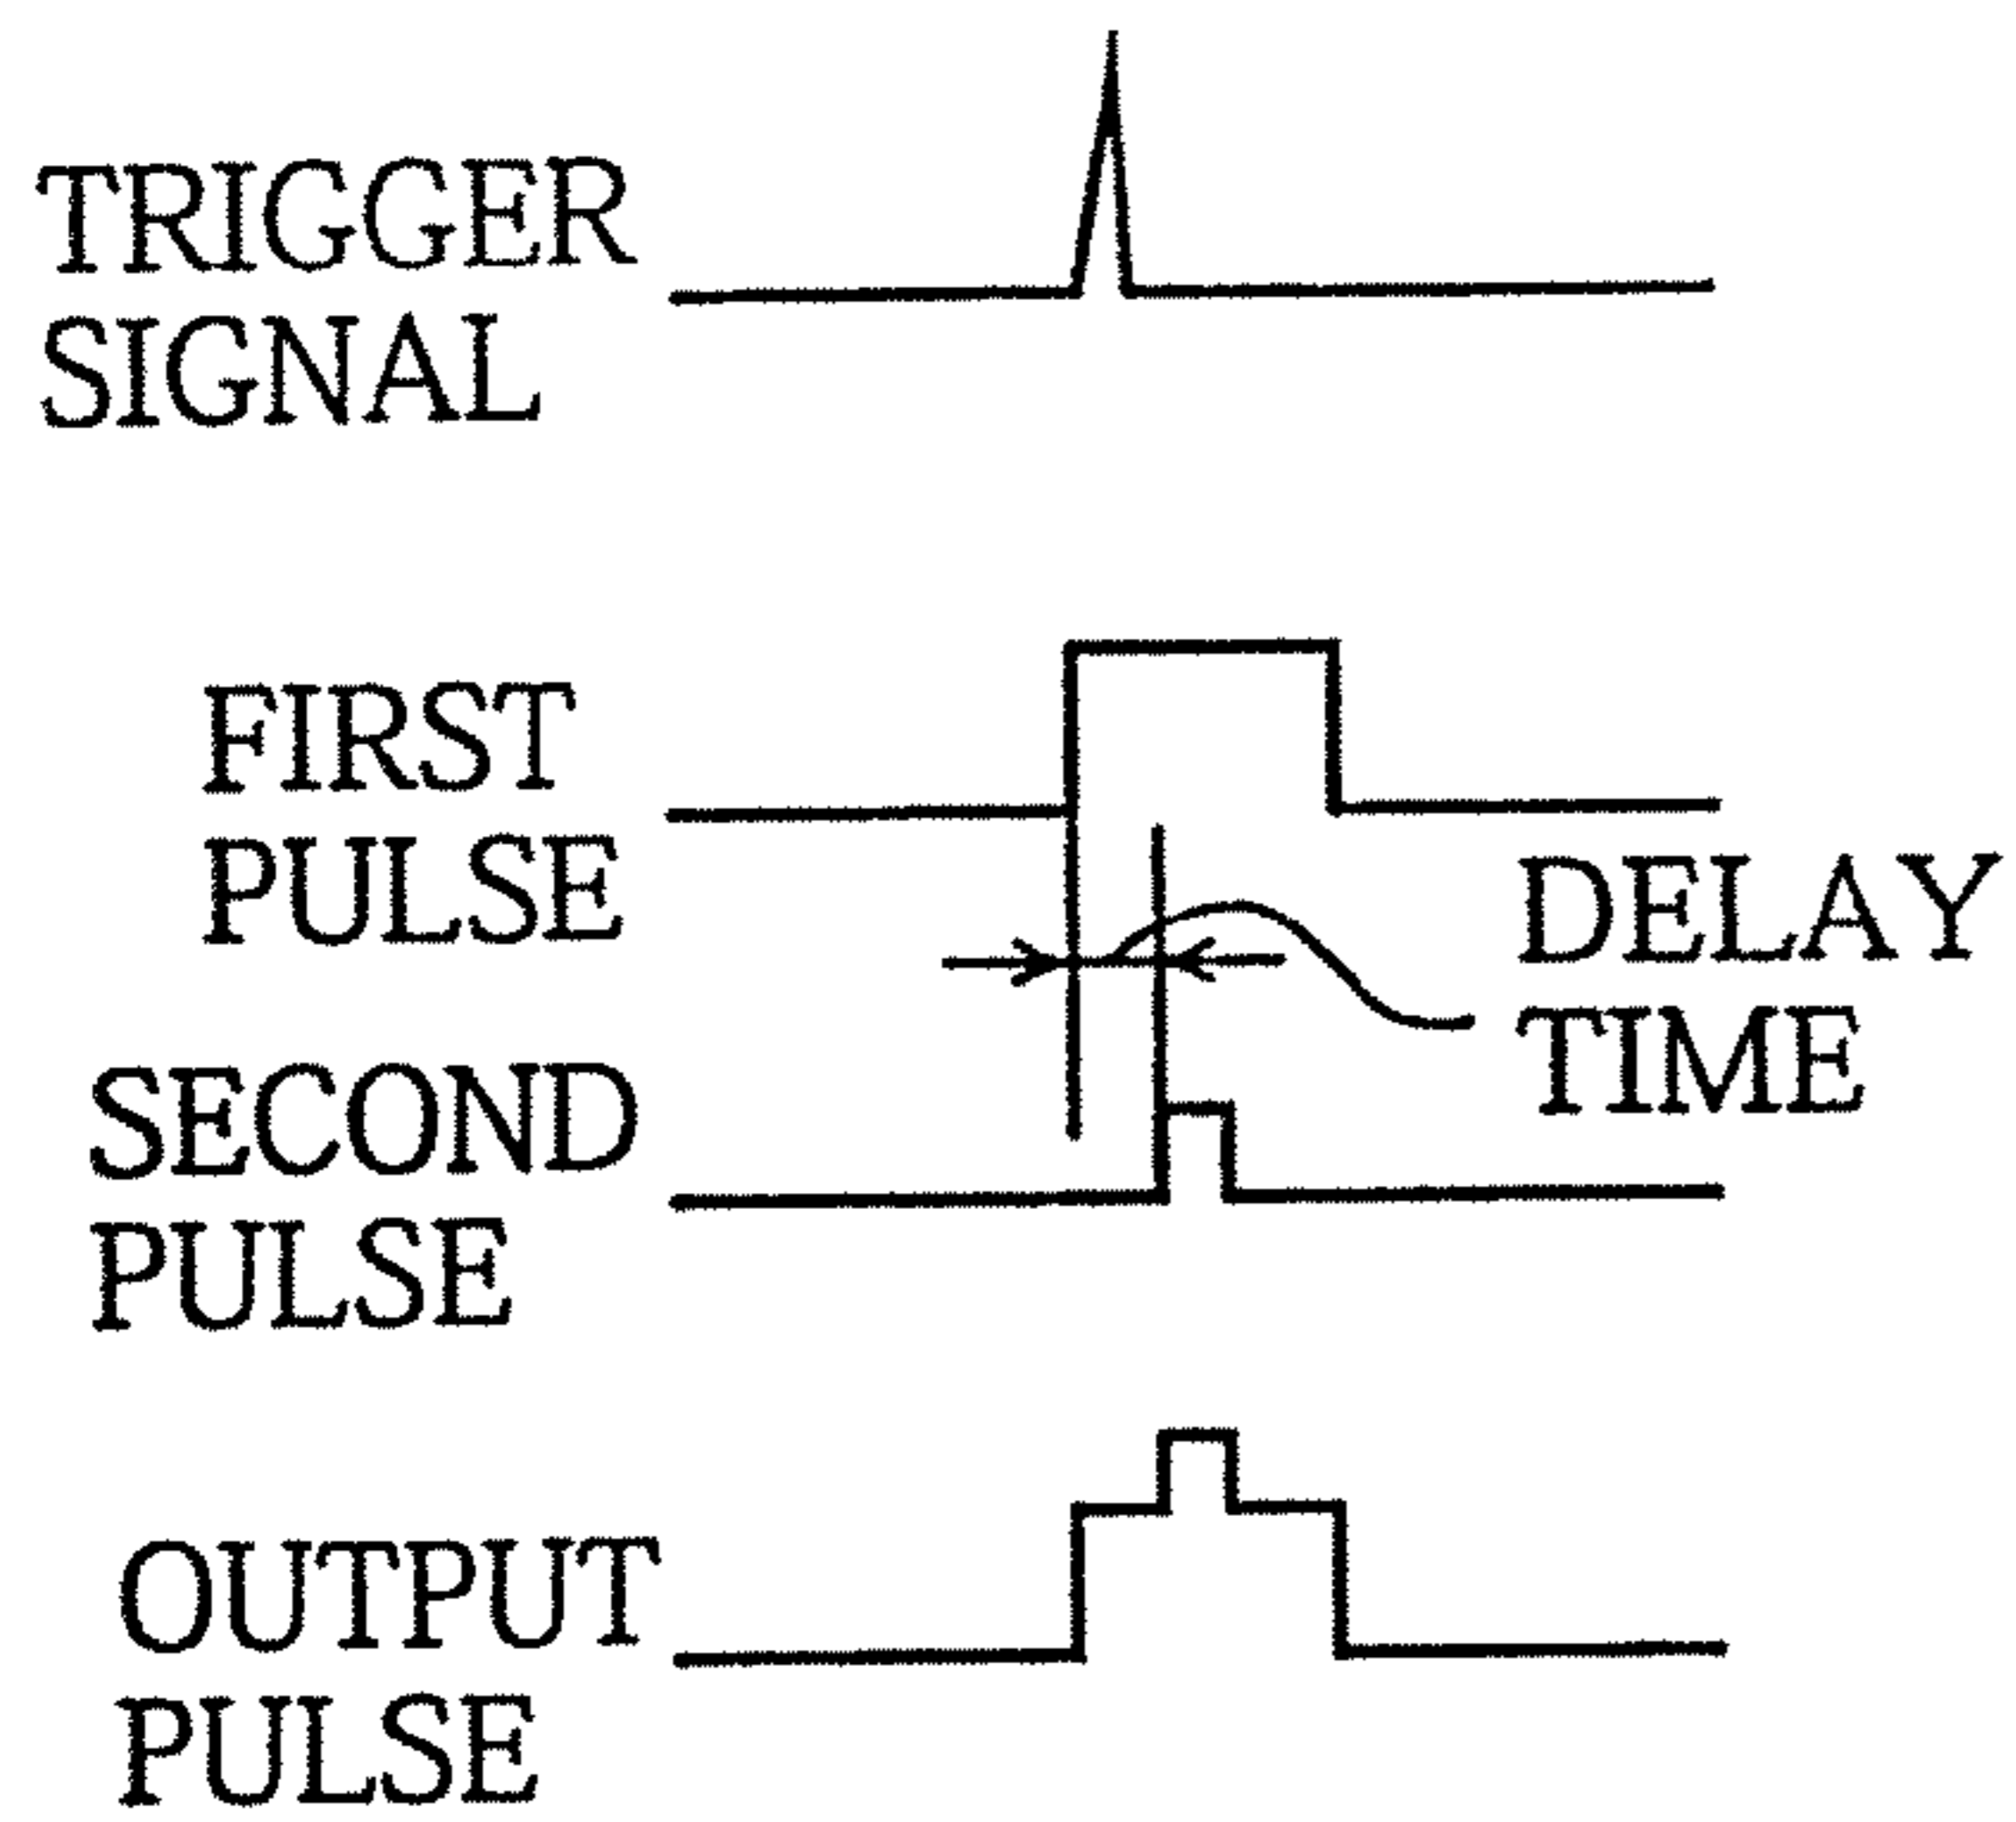 TRIGGER
SIGNAL
FIRST
PULSE
DELAY
TIME
SECOND
PULSE
OUTPUT
PULSE